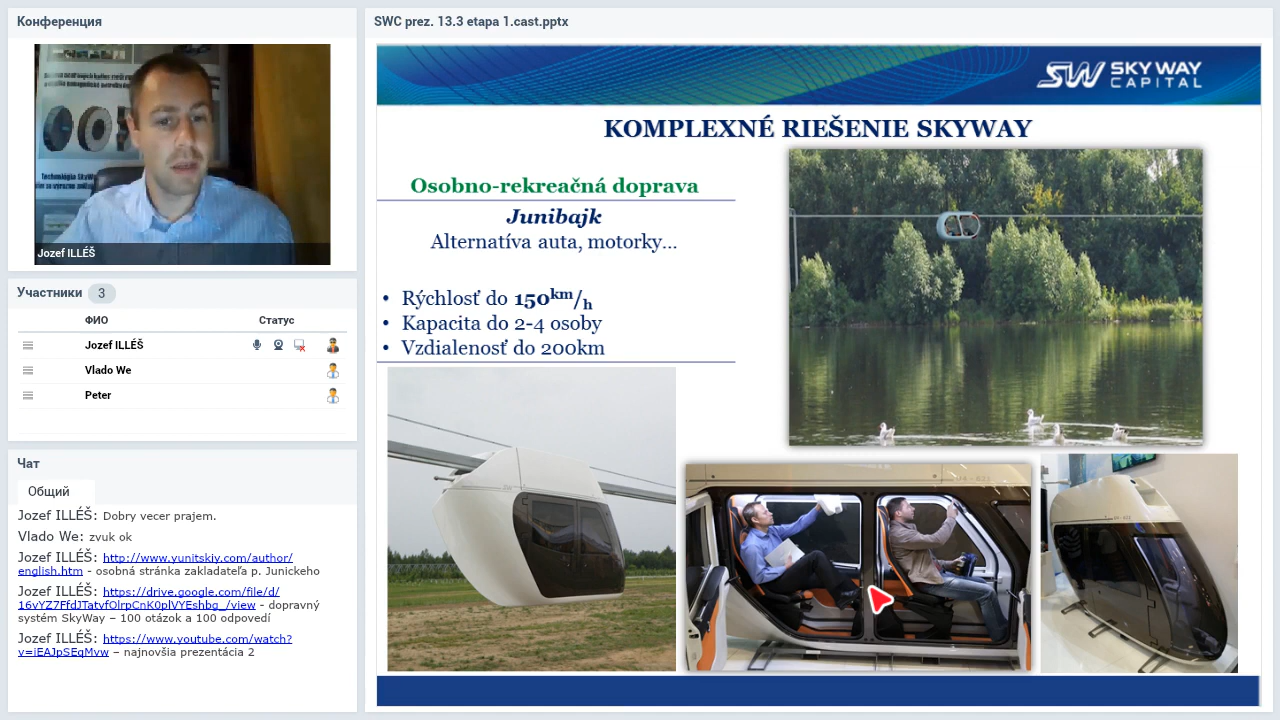 Конференция
Jozef ILLÉŠ
Участники 3
ФИО Статус
Jozef ILLÉŠ
Vlado We
Peter
Чат
Общий
Jozef ILLÉŠ: Dobry vecer prajem.
Vlado We: zvuk ok
Jozef ILLÉŠ: http://www.yunitskiy.com/author/
english.htm - osobná stránka zakladateľa p. Junickeho
Jozef ILLÉŠ: https://drive.google.com/file/d/
16vYZ7FfdJTatvfOlrpCnK0plVYEshbg_/view - dopravný
systém SkyWay – 100 otázok a 100 odpovedí
Jozef ILLÉŠ: https://www.youtube.com/watch?
v=iEAJpSEqMvw – najnovšia prezentácia 2
SWC prez. 13.3 etapa 1.cast.pptx
SW SKY WAY
CAPITAL
KOMPLEXNÉ RIEŠENIE SKYWAY
Osobno-rekreačná doprava
Junibajk
Alternatíva auta, motorky...
• Rýchlosť do 150km/h
• Kapacita do 2-4 osoby
• Vzdialenosť do 200km